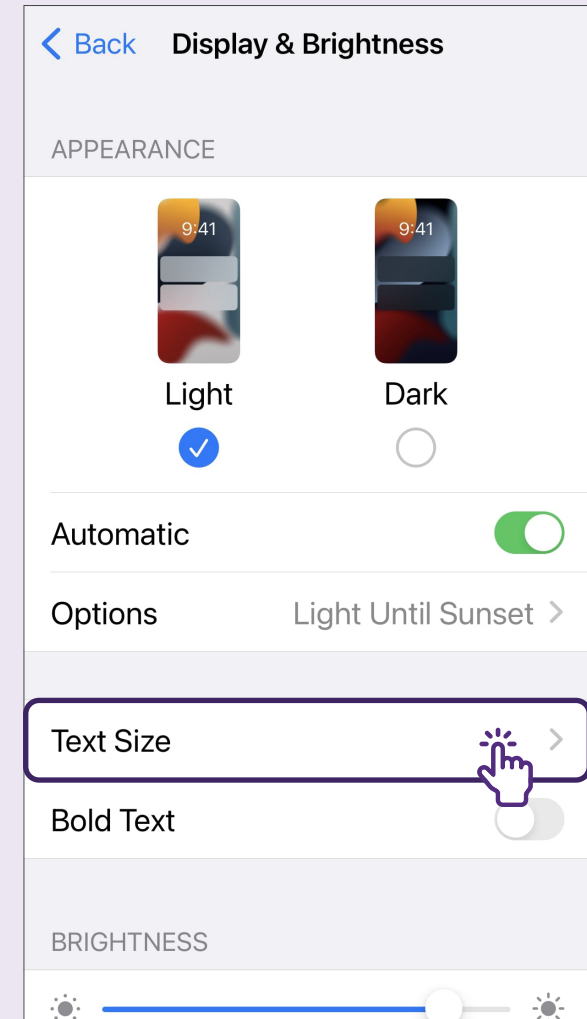 Back Display & Brightness
APPEARANCE
9:41 9:41
Light Dark
Automatic
Options Light Until Sunset
Text Size
Bold Text
BRIGHTNESS